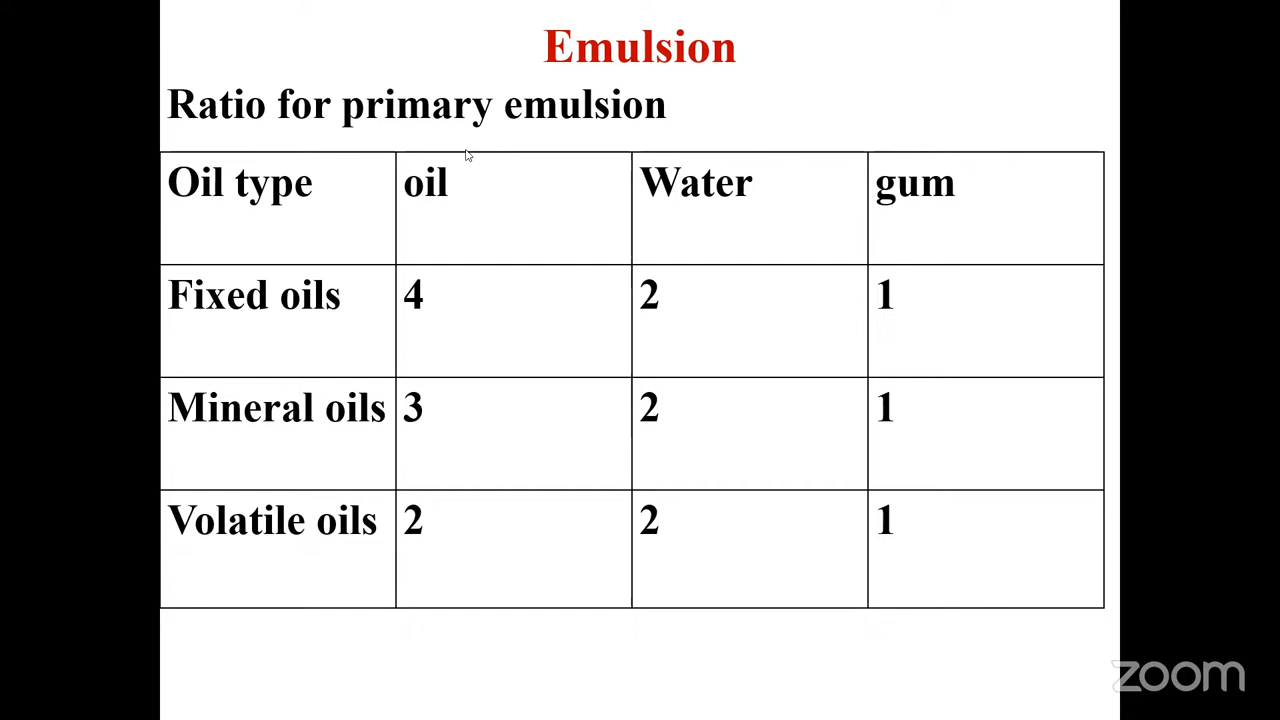 Emulsion
Ratio for primary emulsion
Oil type oil Water gum
Fixed oils 4 2 1
Mineral oils 3 2 1
Volatile oils 2 2 1
zoom